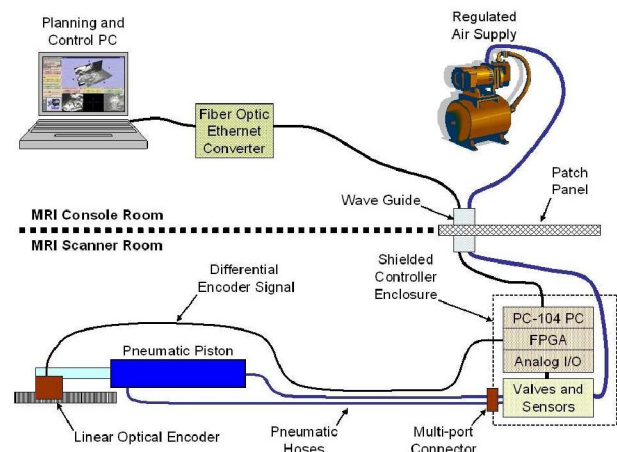 Planning and
Control PC
Regulated
Air Supply
Fiber Optic
Ethernet
Converter
Wave Guide
Patch
Panel
MRI Console Room
MRI Scanner Room
Differential
Encoder Signal
Shielded
Controller
Enclosure
PC-104 PC
FPGA
Analog I/O
Pneumatic Piston
Valves and
Sensors
Linear Optical Encoder
Pneumatic
Hoses
Multi-port
Connector